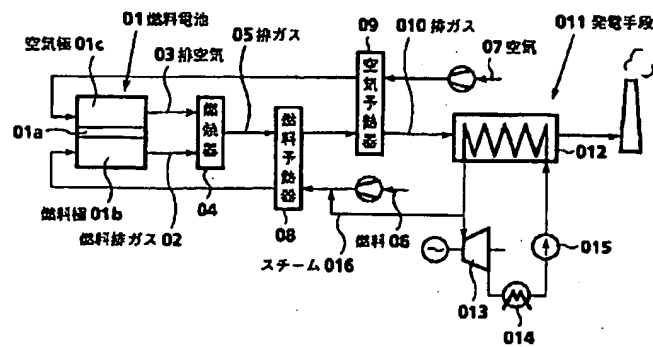 01 燃料電池
空気極 01c
03 排空気
05 排ガス
09
010 排ガス
07 空気
011 発電手段
空気予熱器
01a
燃焼器
燃料予熱器
012
燃料極 01b
04
08
燃料 06
燃料排ガス 02
スチーム 016
015
013
014